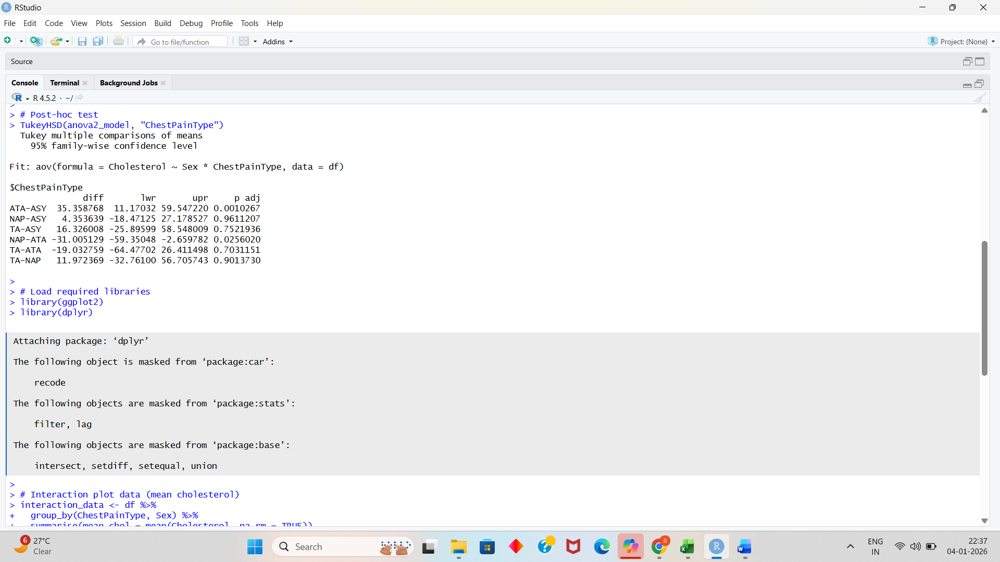 RStudio
File Edit Code View Plots Session Build Debug Profile Tools Help
Go to file/function Addins Project: (None)
Source
Console Terminal Background Jobs
R 4.5.2 · ~/
>
> # Post-hoc test
> TukeyHSD(anova2_model, "ChestPainType")
  Tukey multiple comparisons of means
    95% family-wise confidence level
Fit: aov(formula = Cholesterol ~ Sex * ChestPainType, data = df)
$ChestPainType
              diff       lwr       upr     p adj
ATA-ASY  35.358768  11.17032 59.547220 0.0010267
NAP-ASY   4.353639 -18.47125 27.178527 0.9611207
TA-ASY   16.326008 -25.89599 58.548009 0.7521936
NAP-ATA -31.005129 -59.35048 -2.659782 0.0256020
TA-ATA  -19.032759 -64.47702 26.411498 0.7031151
TA-NAP   11.972369 -32.76100 56.705743 0.9013730
>
> # Load required libraries
> library(ggplot2)
> library(dplyr)
Attaching package: ‘dplyr’
The following object is masked from ‘package:car’:
    recode
The following objects are masked from ‘package:stats’:
    filter, lag
The following objects are masked from ‘package:base’:
    intersect, setdiff, setequal, union
>
> # Interaction plot data (mean cholesterol)
> interaction_data <- df %>%
+   group_by(ChestPainType, Sex) %>%
+   summarise(mean_chol = mean(Cholesterol, na.rm = TRUE))
6
27°C
Clear
Search
S
ENG
IN
22:37
04-01-2026